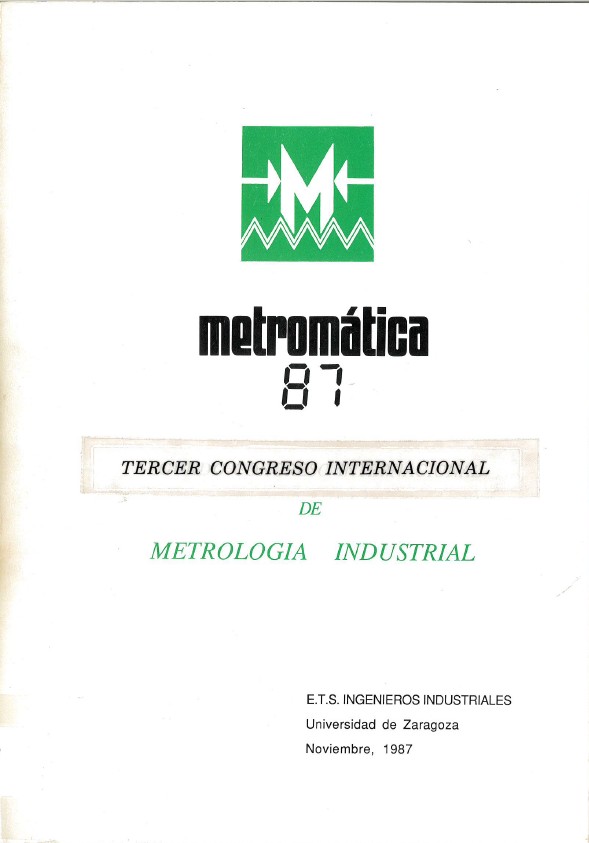 M
metromática
87
TERCER CONGRESO INTERNACIONAL
DE
METROLOGIA INDUSTRIAL
E.T.S. INGENIEROS INDUSTRIALES
Universidad de Zaragoza
Noviembre, 1987